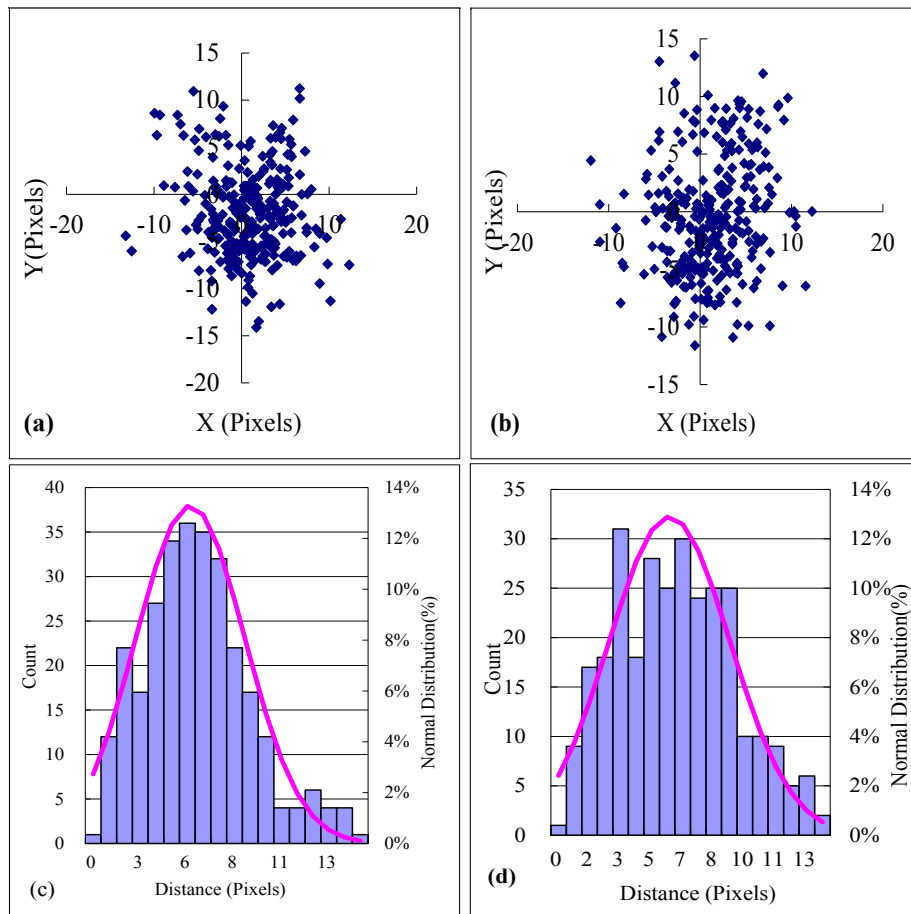 15
10
5
0
-5
-10
-15
-20
-20 -10 0 10 20
Y(Pixels)
X (Pixels)
(a)
15
10
5
0
-5
-10
-15
-20 -10 0 10 20
Y (Pixels)
X (Pixels)
(b)
40
35
30
25
20
15
10
5
0
Count
14%
12%
10%
8%
6%
4%
2%
0%
Normal Distribution(%)
0 3 6 8 11 13
Distance (Pixels)
(c)
35
30
25
20
15
10
5
0
Count
14%
12%
10%
8%
6%
4%
2%
0%
Normal Distribution(%)
0 2 3 5 7 8 10 11 13
Distance (Pixels)
(d)